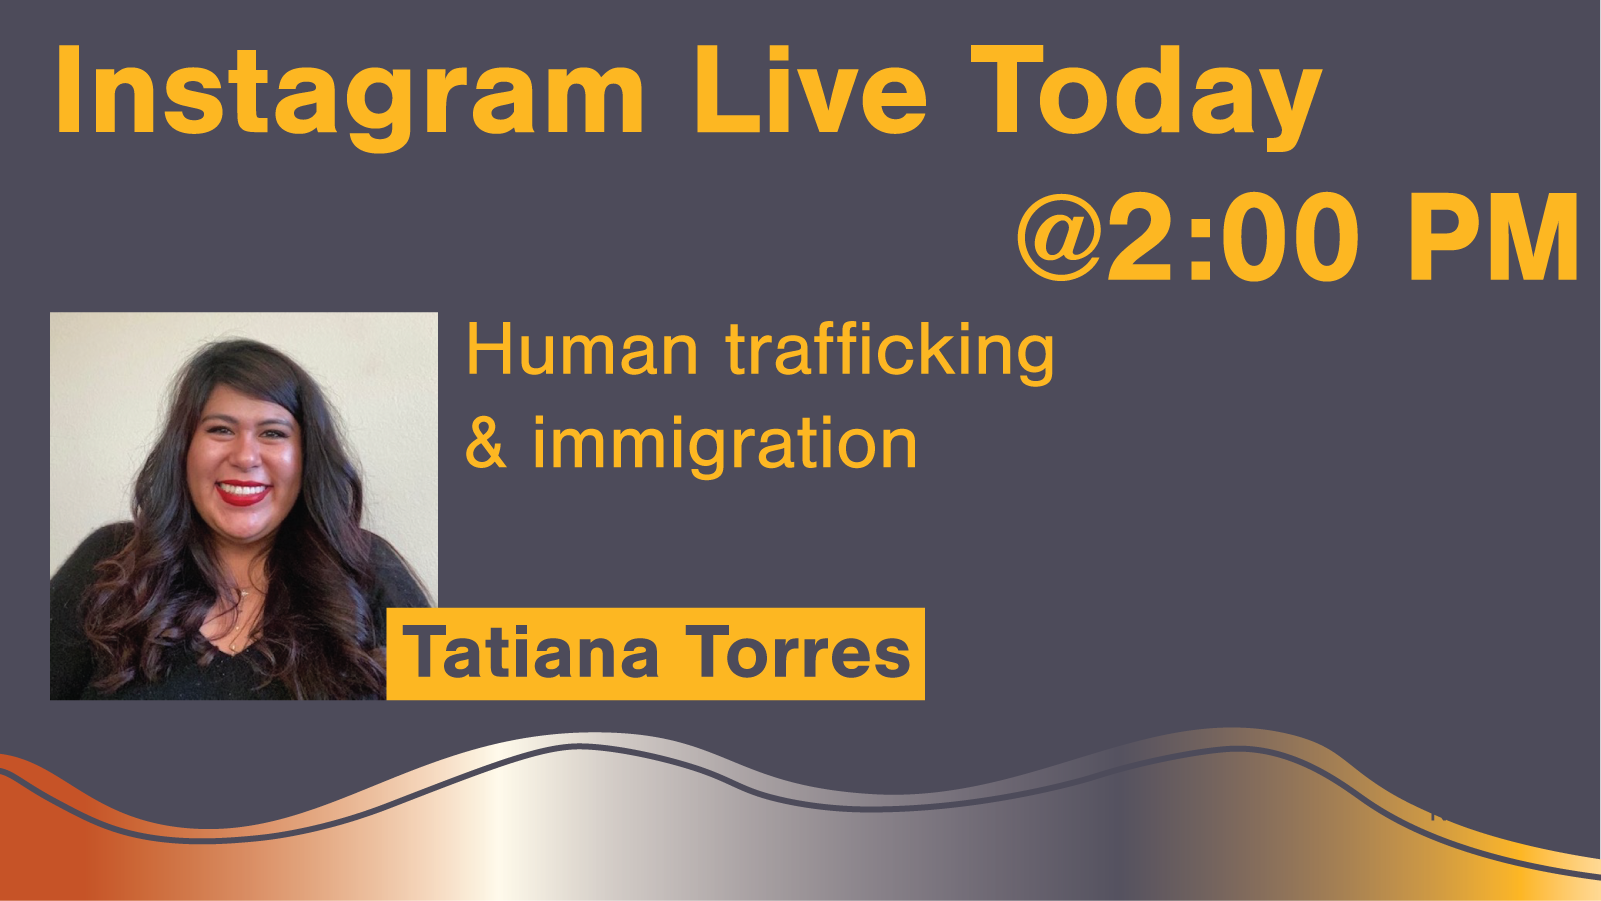 Instagram Live Today
@2:00 PM
Human trafficking
& immigration
Tatiana Torres